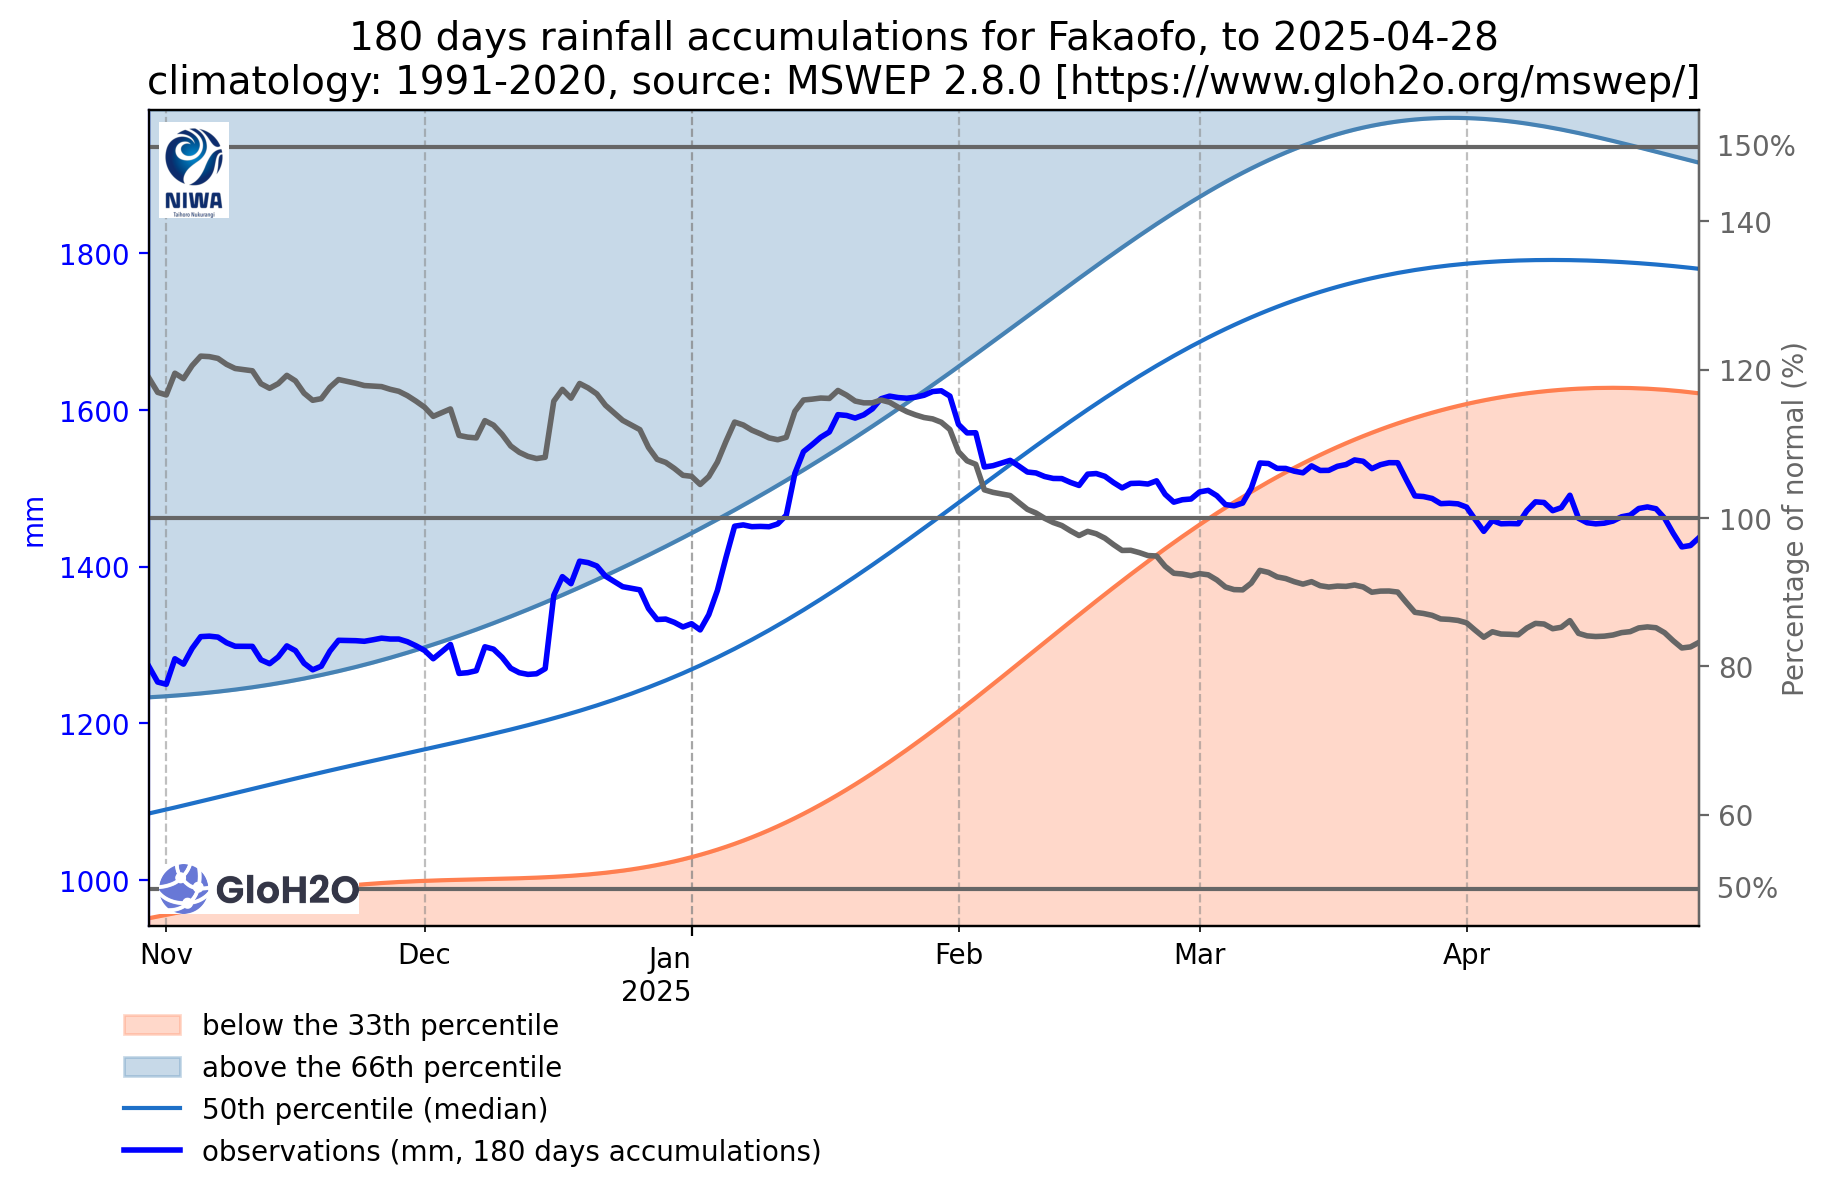 180 days rainfall accumulations for Fakaofo, to 2025-04-28
climatology: 1991-2020, source: MSWEP 2.8.0 [https://www.gloh2o.org/mswep/]
NIWA
Taihoro Nukurangi
150%
140
1800
120
1600
mm
Percentage of normal (%)
100
1400
80
1200
60
1000
GloH2O
50%
Nov
Dec
Jan
Feb
Mar
Apr
2025
below the 33th percentile
above the 66th percentile
50th percentile (median)
observations (mm, 180 days accumulations)